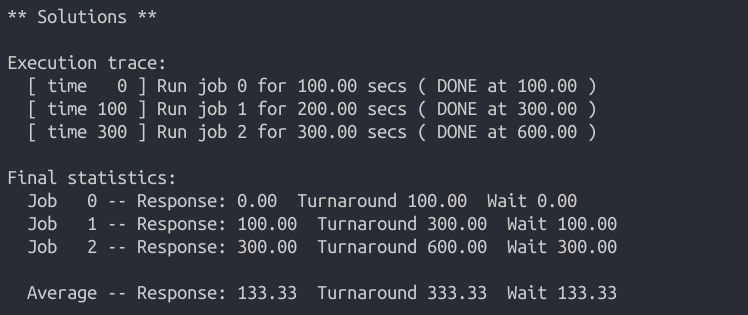 ** Solutions **
Execution trace:
[ time   0 ] Run job 0 for 100.00 secs ( DONE at 100.00 )
[ time 100 ] Run job 1 for 200.00 secs ( DONE at 300.00 )
[ time 300 ] Run job 2 for 300.00 secs ( DONE at 600.00 )
Final statistics:
Job   0 -- Response: 0.00  Turnaround 100.00  Wait 0.00
Job   1 -- Response: 100.00  Turnaround 300.00  Wait 100.00
Job   2 -- Response: 300.00  Turnaround 600.00  Wait 300.00
Average -- Response: 133.33  Turnaround 333.33  Wait 133.33